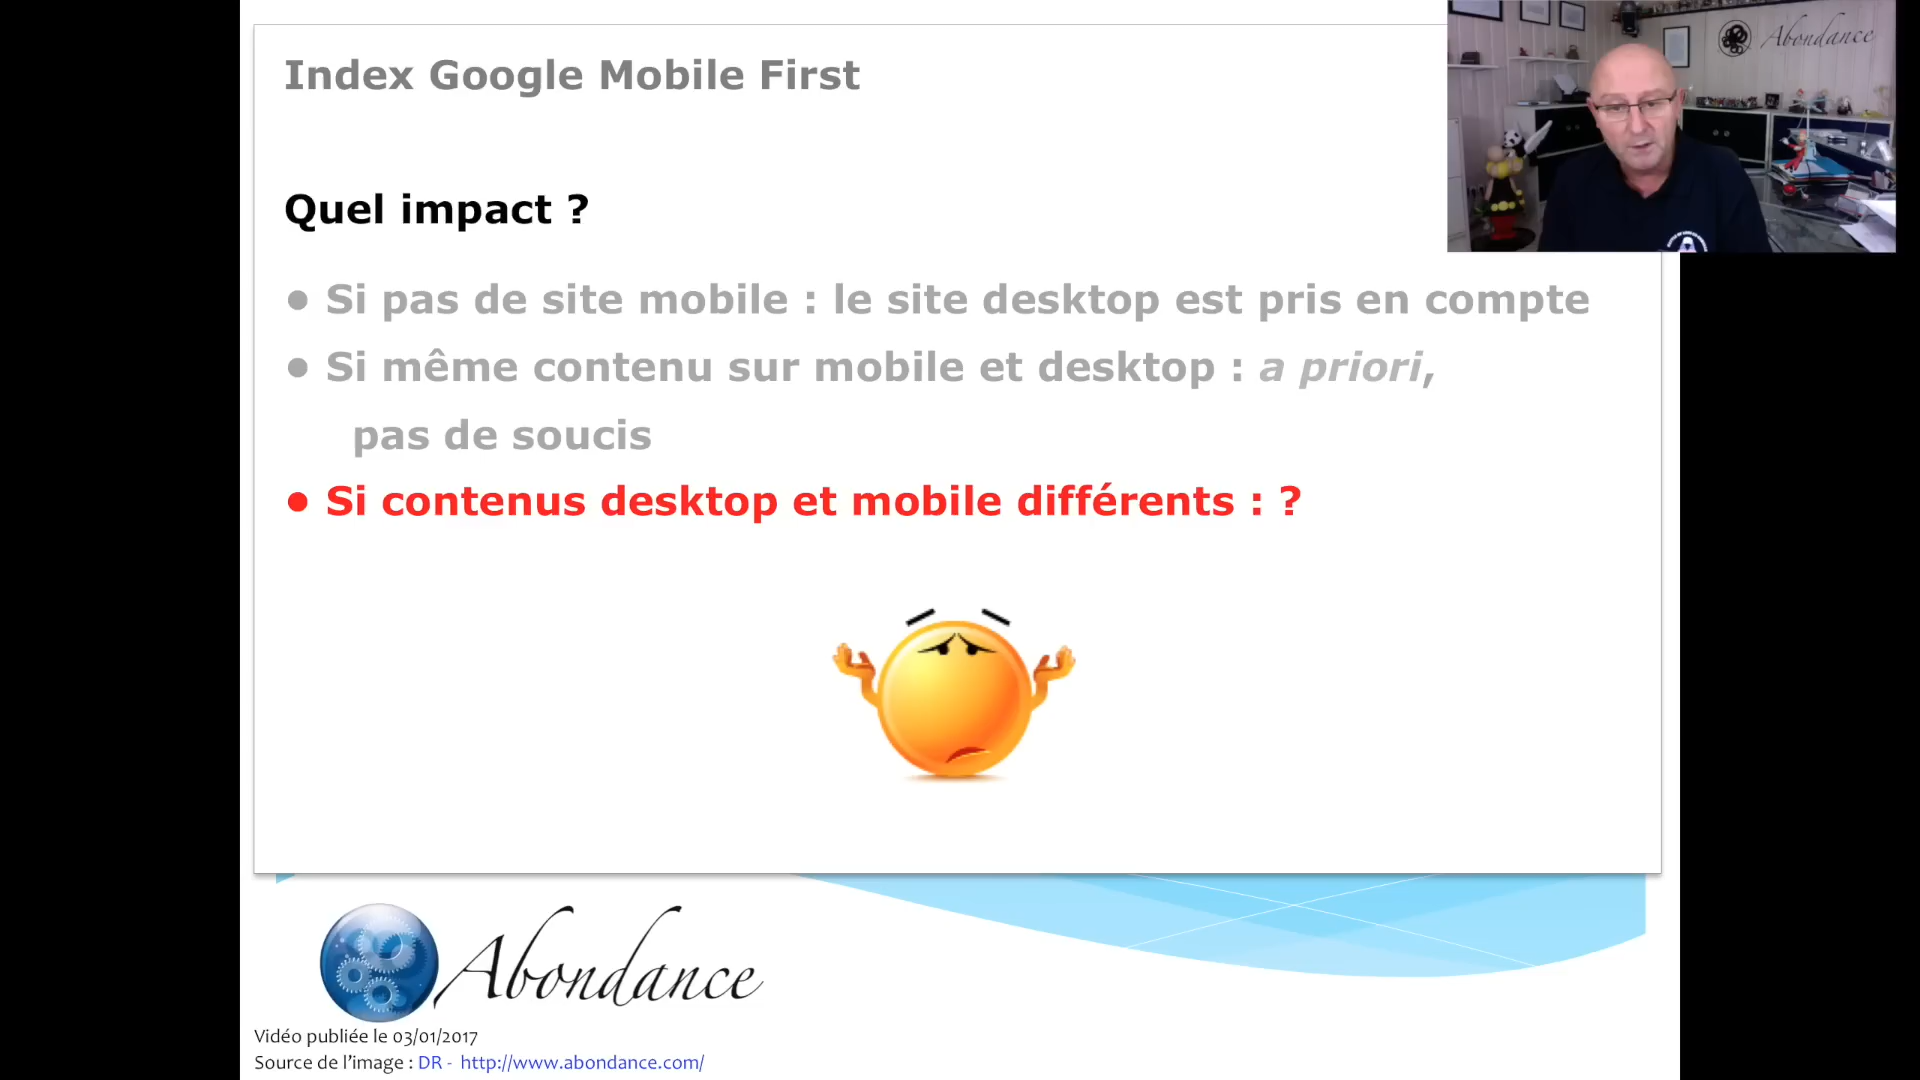 Index Google Mobile First
Abondance
Quel impact ?
• Si pas de site mobile : le site desktop est pris en compte
• Si même contenu sur mobile et desktop : a priori,
pas de soucis
• Si contenus desktop et mobile différents : ?
Abondance
Vidéo publiée le 03/01/2017
Source de l'image : DR - http://www.abondance.com/